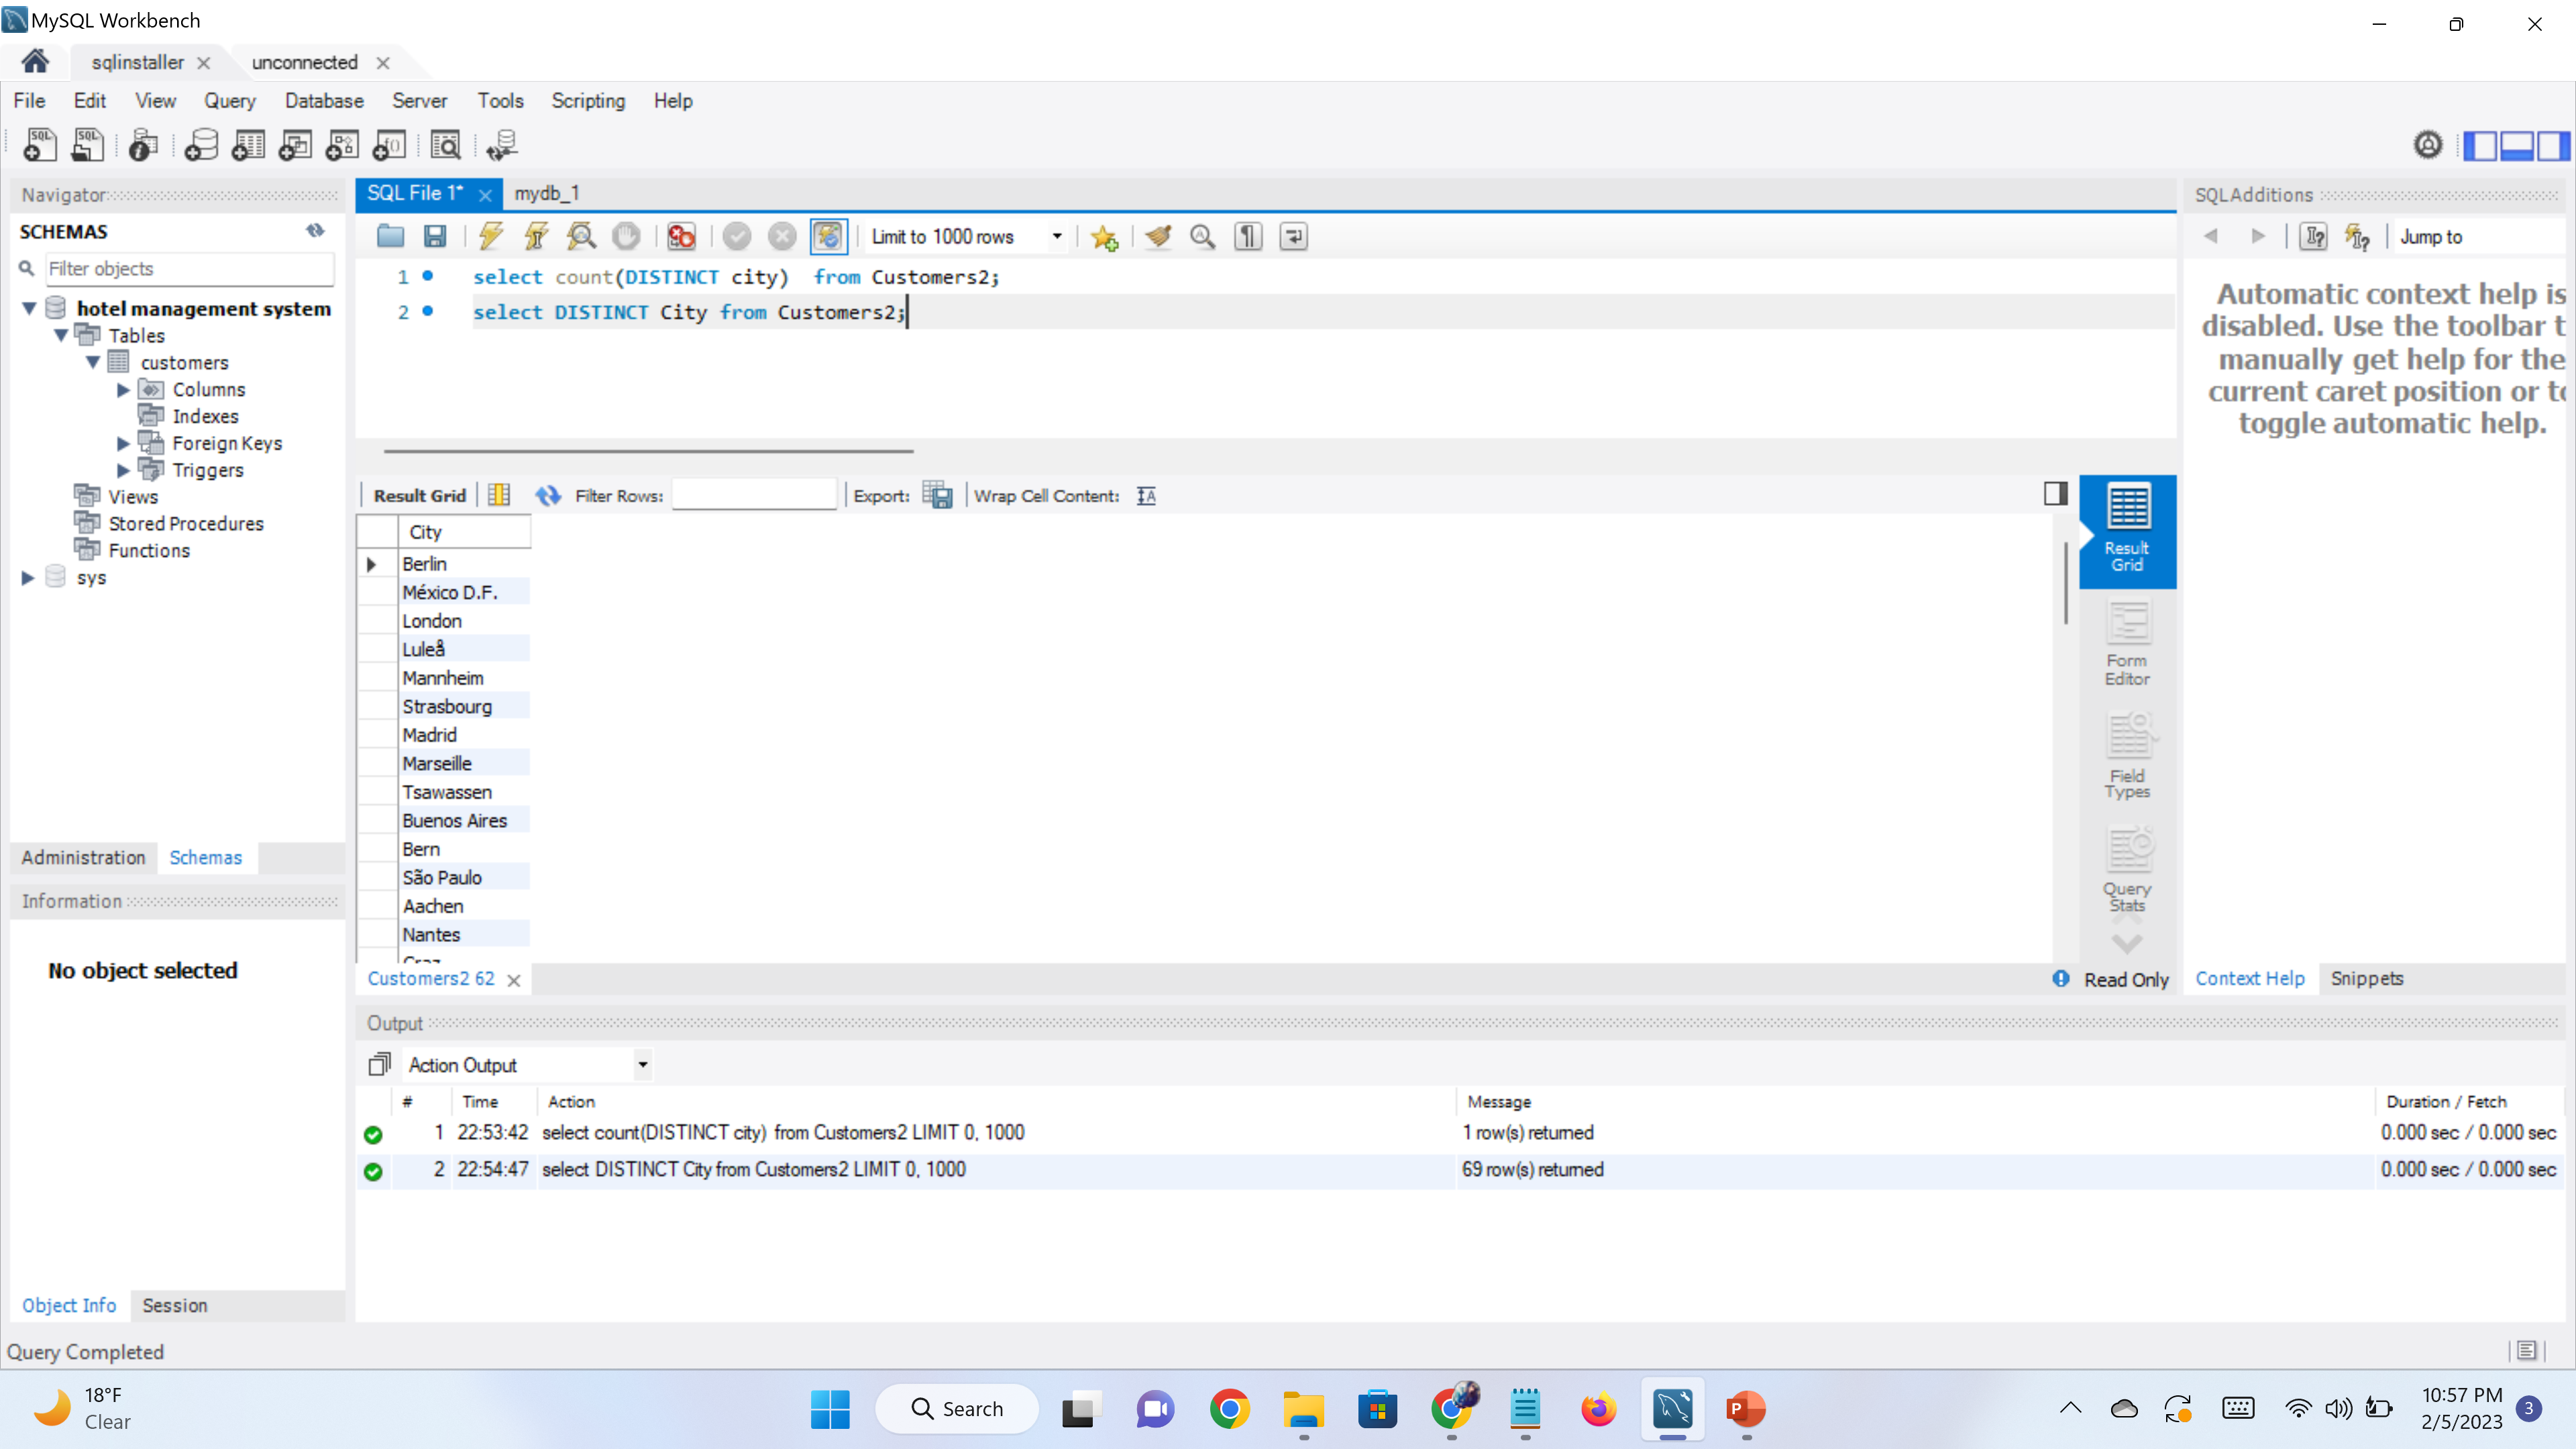 MySQL Workbench
sqlinstaller
unconnected
File Edit View Query Database Server Tools Scripting Help
Navigator
SCHEMAS
Filter objects
hotel management system
Tables
customers
Columns
Indexes
Foreign Keys
Triggers
Views
Stored Procedures
Functions
sys
Administration Schemas
Information
No object selected
Object Info Session
SQL File 1* mydb_1
Limit to 1000 rows
1 select count(DISTINCT city)  from Customers2;
2 select DISTINCT City from Customers2;
Result Grid Filter Rows: Export: Wrap Cell Content:
City
Berlin
México D.F.
London
Luleå
Mannheim
Strasbourg
Madrid
Marseille
Tsawassen
Buenos Aires
Bern
São Paulo
Aachen
Nantes
Graz
Result
Grid
Form
Editor
Field
Types
Query
Stats
Customers2 62
Read Only
SQLAdditions
Jump to
Automatic context help is
disabled. Use the toolbar t
manually get help for the
current caret position or to
toggle automatic help.
Context Help Snippets
Output
Action Output
# Time Action Message Duration / Fetch
1 22:53:42 select count(DISTINCT city)  from Customers2 LIMIT 0, 1000 1 row(s) returned 0.000 sec / 0.000 sec
2 22:54:47 select DISTINCT City from Customers2 LIMIT 0, 1000 69 row(s) returned 0.000 sec / 0.000 sec
Query Completed
18°F
Clear
Search
10:57 PM
2/5/2023
3